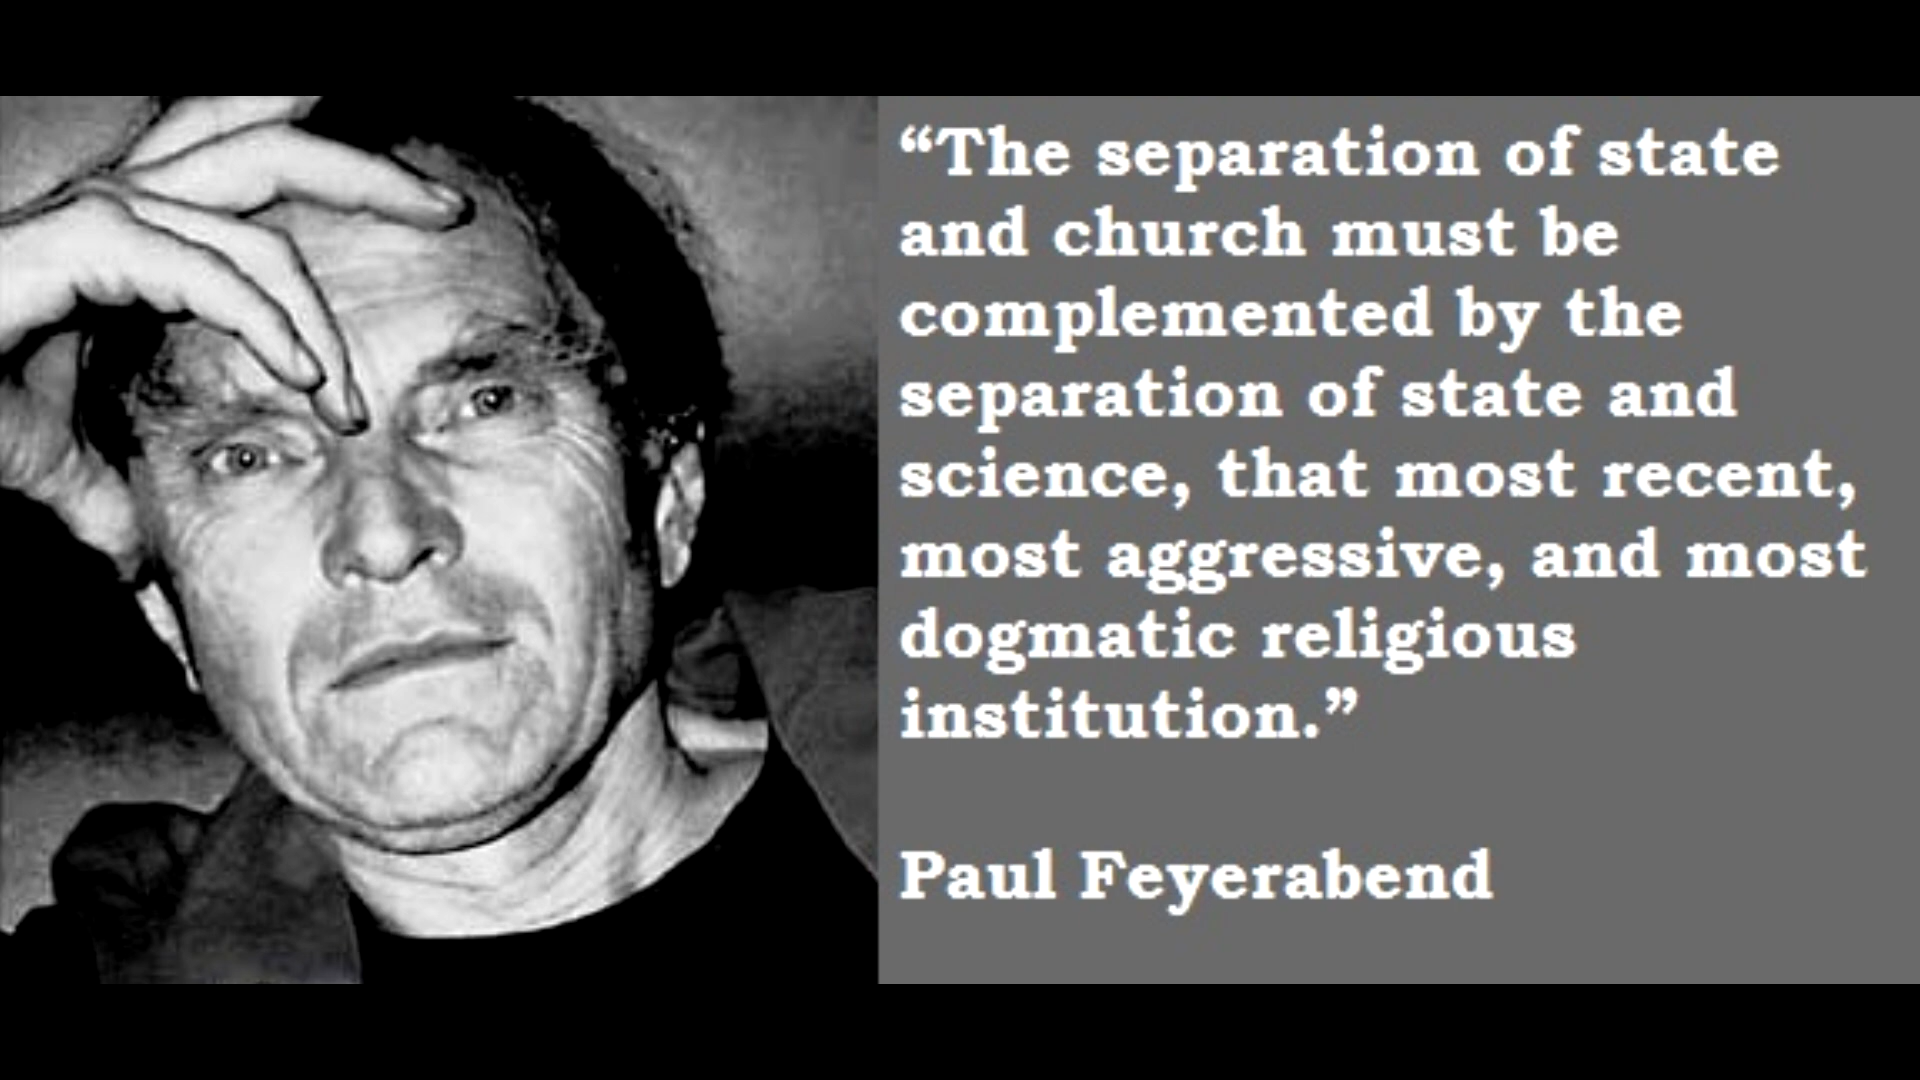 “The separation of state
and church must be
complemented by the
separation of state and
science, that most recent,
most aggressive, and most
dogmatic religious
institution.”
Paul Feyerabend